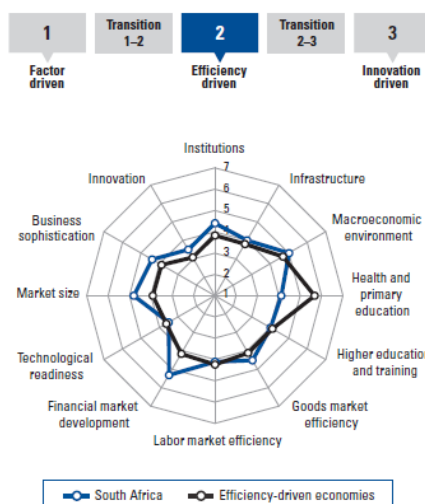 1
Transition
1–2
2
Transition
2–3
3
Factor
driven
Efficiency
driven
Innovation
driven
Institutions
7
6
5
4
3
2
1
Innovation
Infrastructure
Business
sophistication
Macroeconomic
environment
Market size
Health and
primary
education
Technological
readiness
Higher education
and training
Financial market
development
Goods market
efficiency
Labor market efficiency
South Africa
Efficiency-driven economies